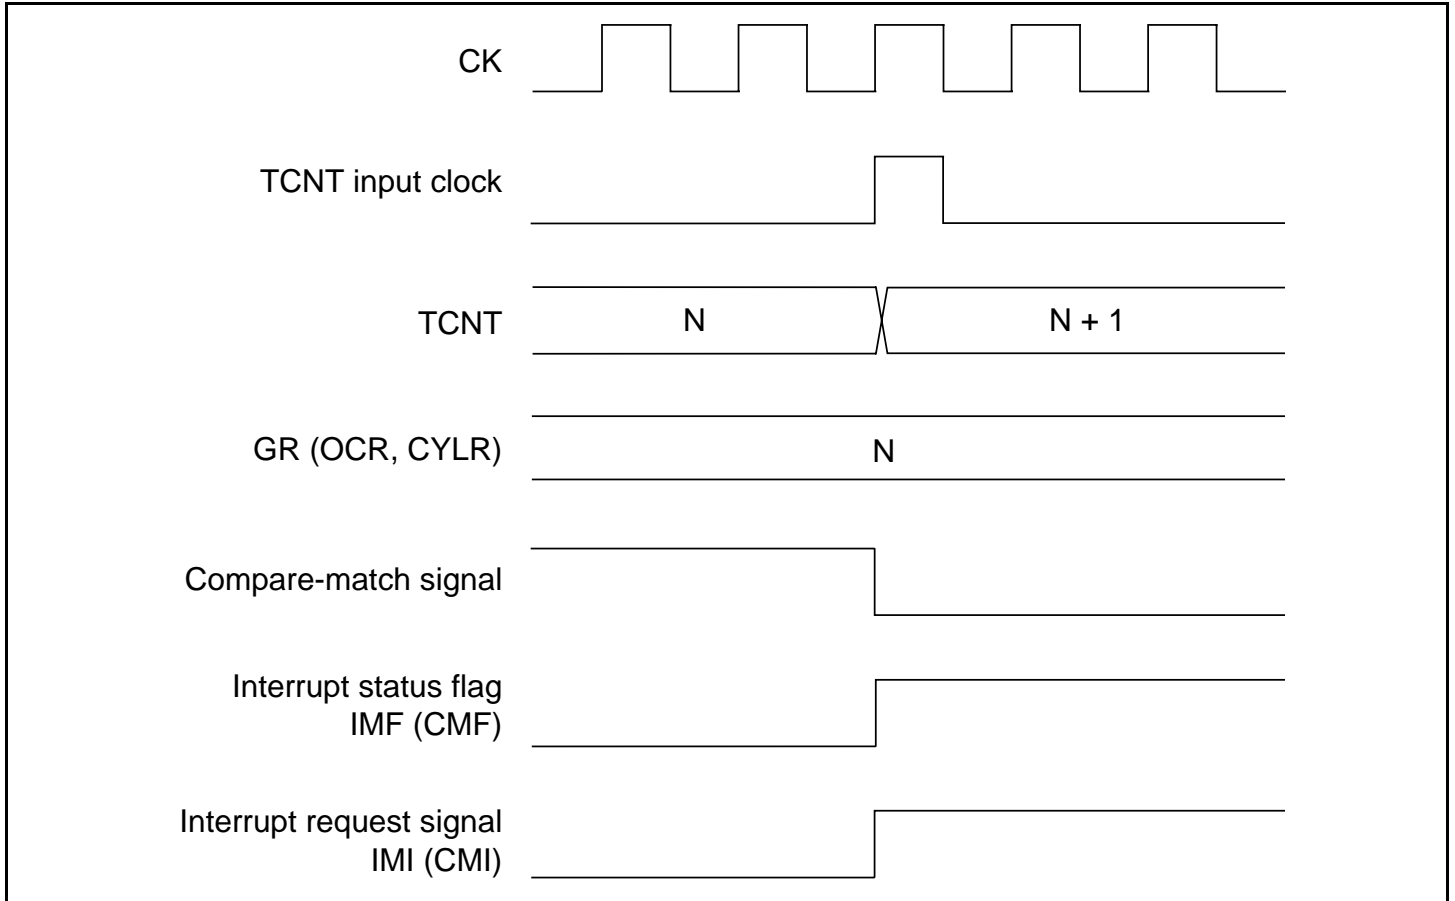 CK
TCNT input clock
TCNT
N
N + 1
GR (OCR, CYLR)
N
Compare-match signal
Interrupt status flag
IMF (CMF)
Interrupt request signal
IMI (CMI)